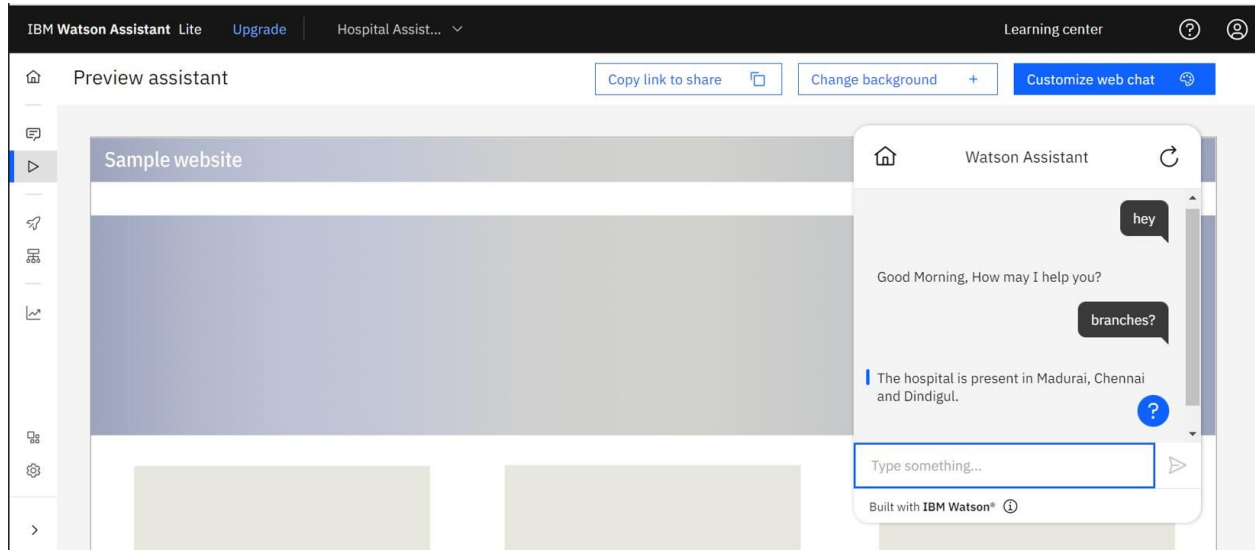 IBM Watson Assistant Lite Upgrade Hospital Assist... Learning center
Preview assistant Copy link to share Change background + Customize web chat
Sample website
Watson Assistant
hey
Good Morning, How may I help you?
branches?
The hospital is present in Madurai, Chennai
and Dindigul.
?
Type something...
Built with IBM Watson®